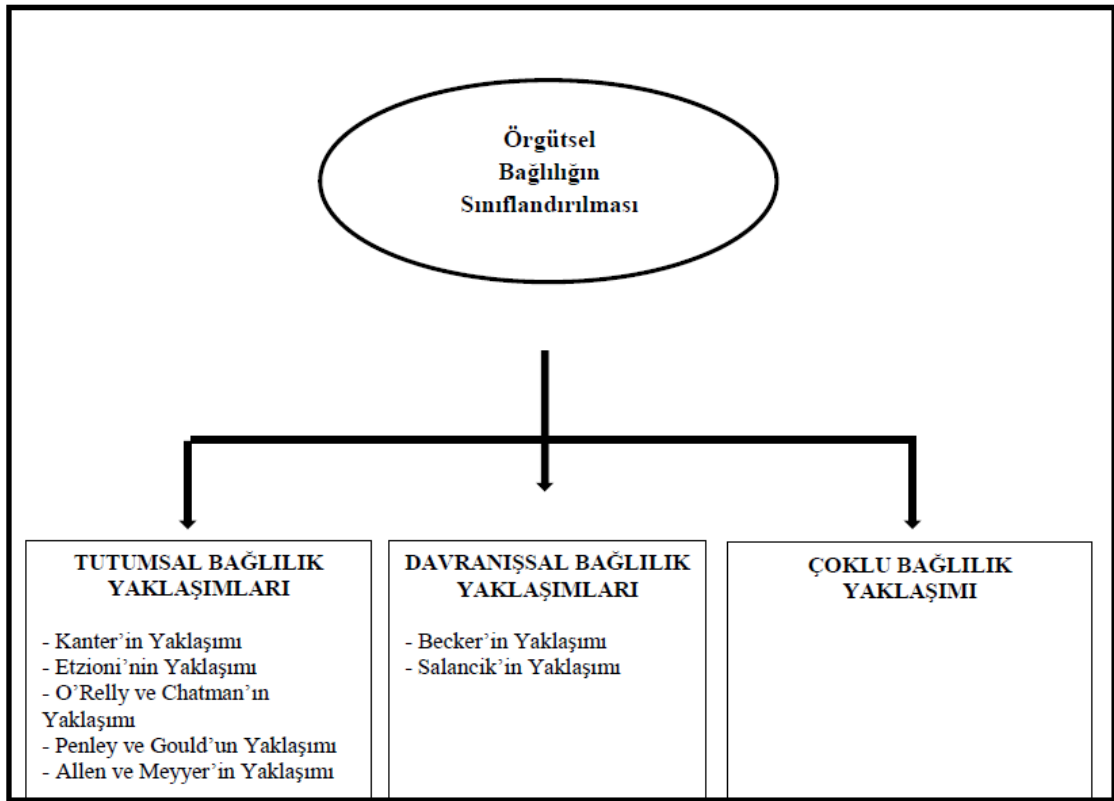 Örgütsel
Bağlılığın
Sınıflandırılması
TUTUMSAL BAĞLILIK
YAKLAŞIMLARI
- Kanter’in Yaklaşımı
- Etzioni’nin Yaklaşımı
- O’Relly ve Chatman’ın
Yaklaşımı
- Penley ve Gould’un Yaklaşımı
- Allen ve Meyyer’in Yaklaşımı
DAVRANIŞSAL BAĞLILIK
YAKLAŞIMLARI
- Becker’in Yaklaşımı
- Salancik’in Yaklaşımı
ÇOKLU BAĞLILIK
YAKLAŞIMI